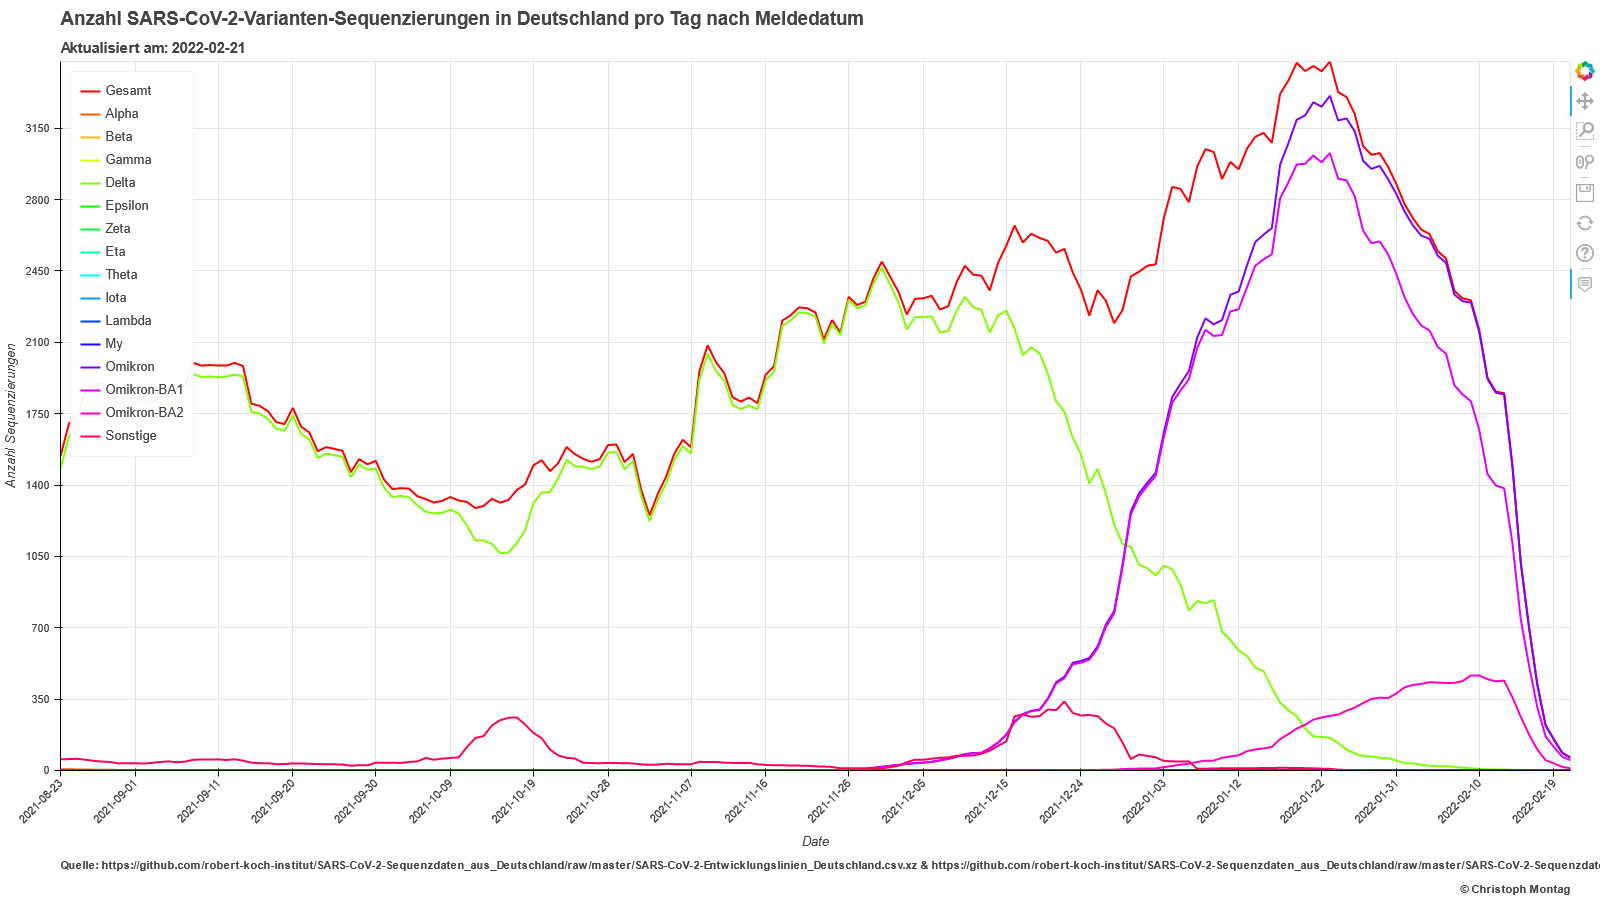 Anzahl SARS-CoV-2-Varianten-Sequenzierungen in Deutschland pro Tag nach Meldedatum
Aktualisiert am: 2022-02-21
Gesamt
Alpha
Beta
Gamma
Delta
Epsilon
Zeta
Eta
Theta
Iota
Lambda
My
Omikron
Omikron-BA1
Omikron-BA2
Sonstige
Anzahl Sequenzierungen
3150
2800
2450
2100
1750
1400
1050
700
350
0
2021-08-23
2021-09-01
2021-09-11
2021-09-20
2021-09-30
2021-10-09
2021-10-19
2021-10-28
2021-11-07
2021-11-16
2021-11-26
2021-12-05
2021-12-15
2021-12-24
2022-01-03
2022-01-12
2022-01-22
2022-01-31
2022-02-10
2022-02-19
Date
Quelle: https://github.com/robert-koch-institut/SARS-CoV-2-Sequenzdaten_aus_Deutschland/raw/master/SARS-CoV-2-Entwicklungslinien_Deutschland.csv.xz & https://github.com/robert-koch-institut/SARS-CoV-2-Sequenzdaten_aus_Deutschland/raw/master/SARS-CoV-2-Sequenzdate
© Christoph Montag